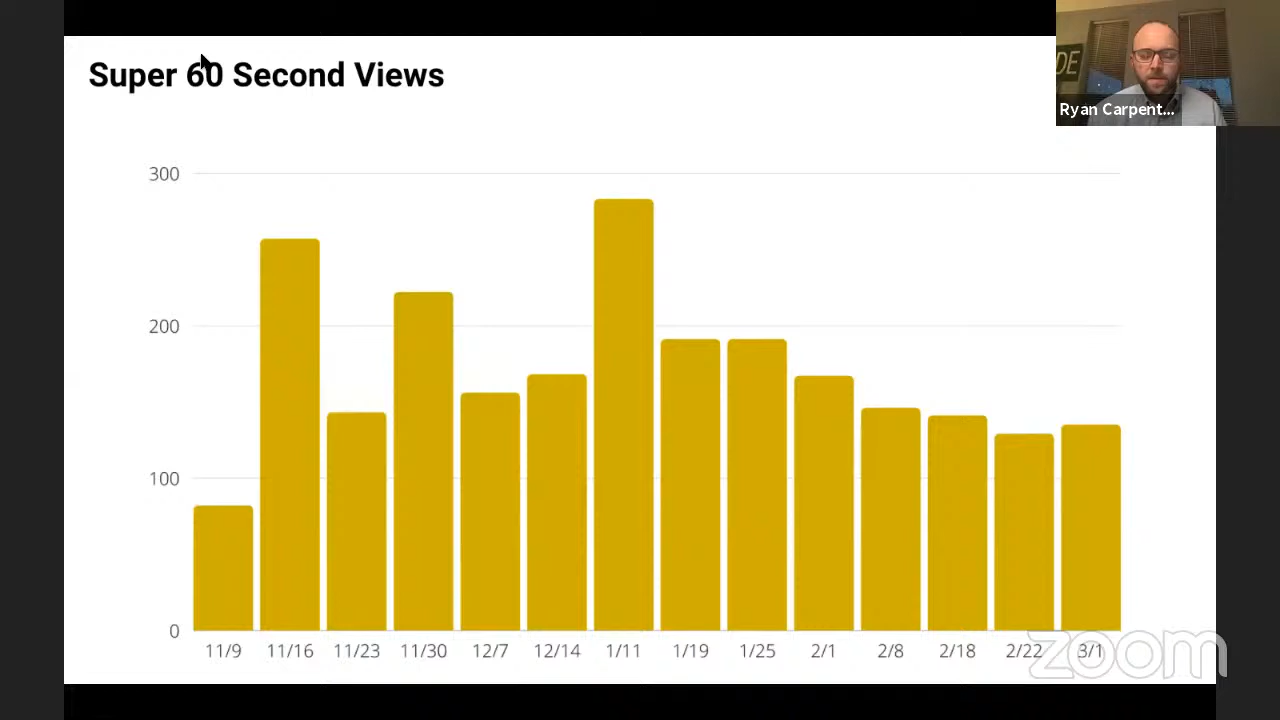 Super 60 Second Views
DE
Ryan Carpent...
300
200
100
0
11/9 11/16 11/23 11/30 12/7 12/14 1/11 1/19 1/25 2/1 2/8 2/18 2/22 3/1
zoom